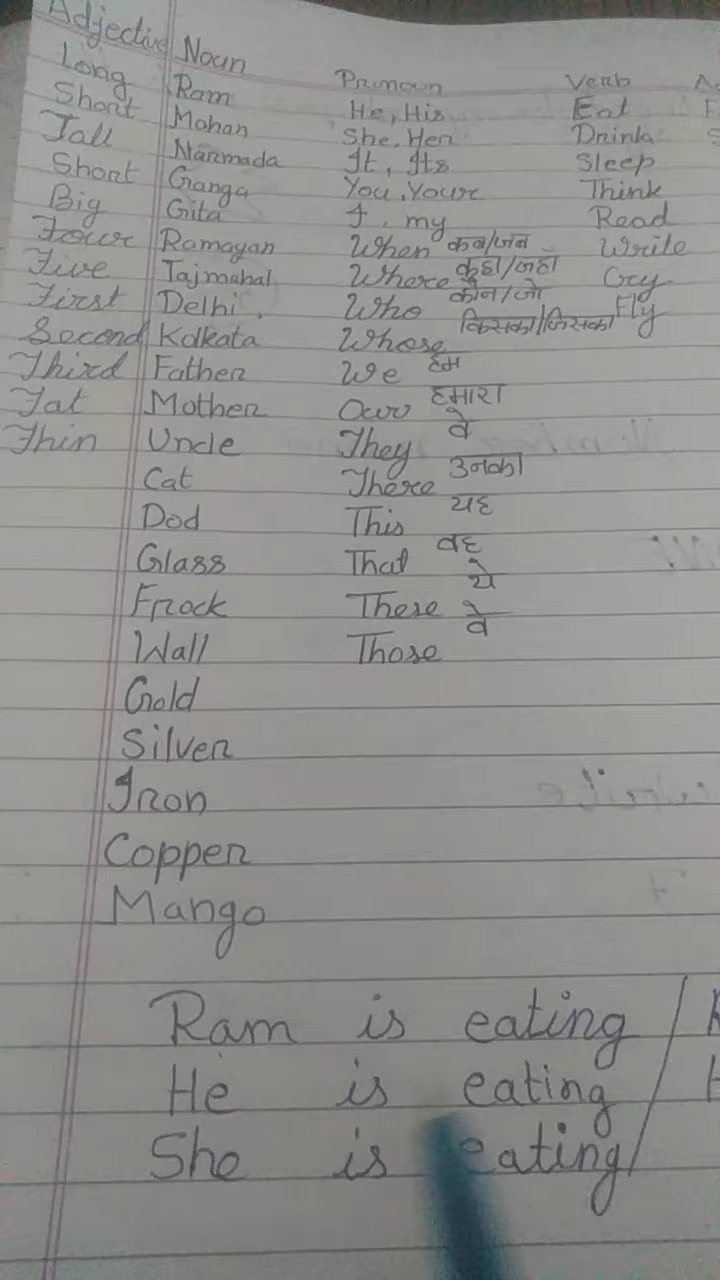 Adjective Noun Pronoun Verb
Long Ram He, His Eat
Short Mohan She, Her Drink
Tall Narmada It, Its Sleep
Short Ganga You, Your Think
Big Gita I, my Read
Four Ramayan When कब/जब Write
Five Tajmahal Where कहा/जहाँ Cry
First Delhi. Who कौन/जो Fly
Second Kolkata Whose किसका/जिसका
Third Father We हम
Fat Mother Our हमारा
Thin Uncle They वे
Cat There उनका
Dod This यह
Glass That वह
Frock These ये
Wall Those वे
Gold
Silver
Iron
Copper
Mango
Ram is eating /
He is eating /
She is eating /